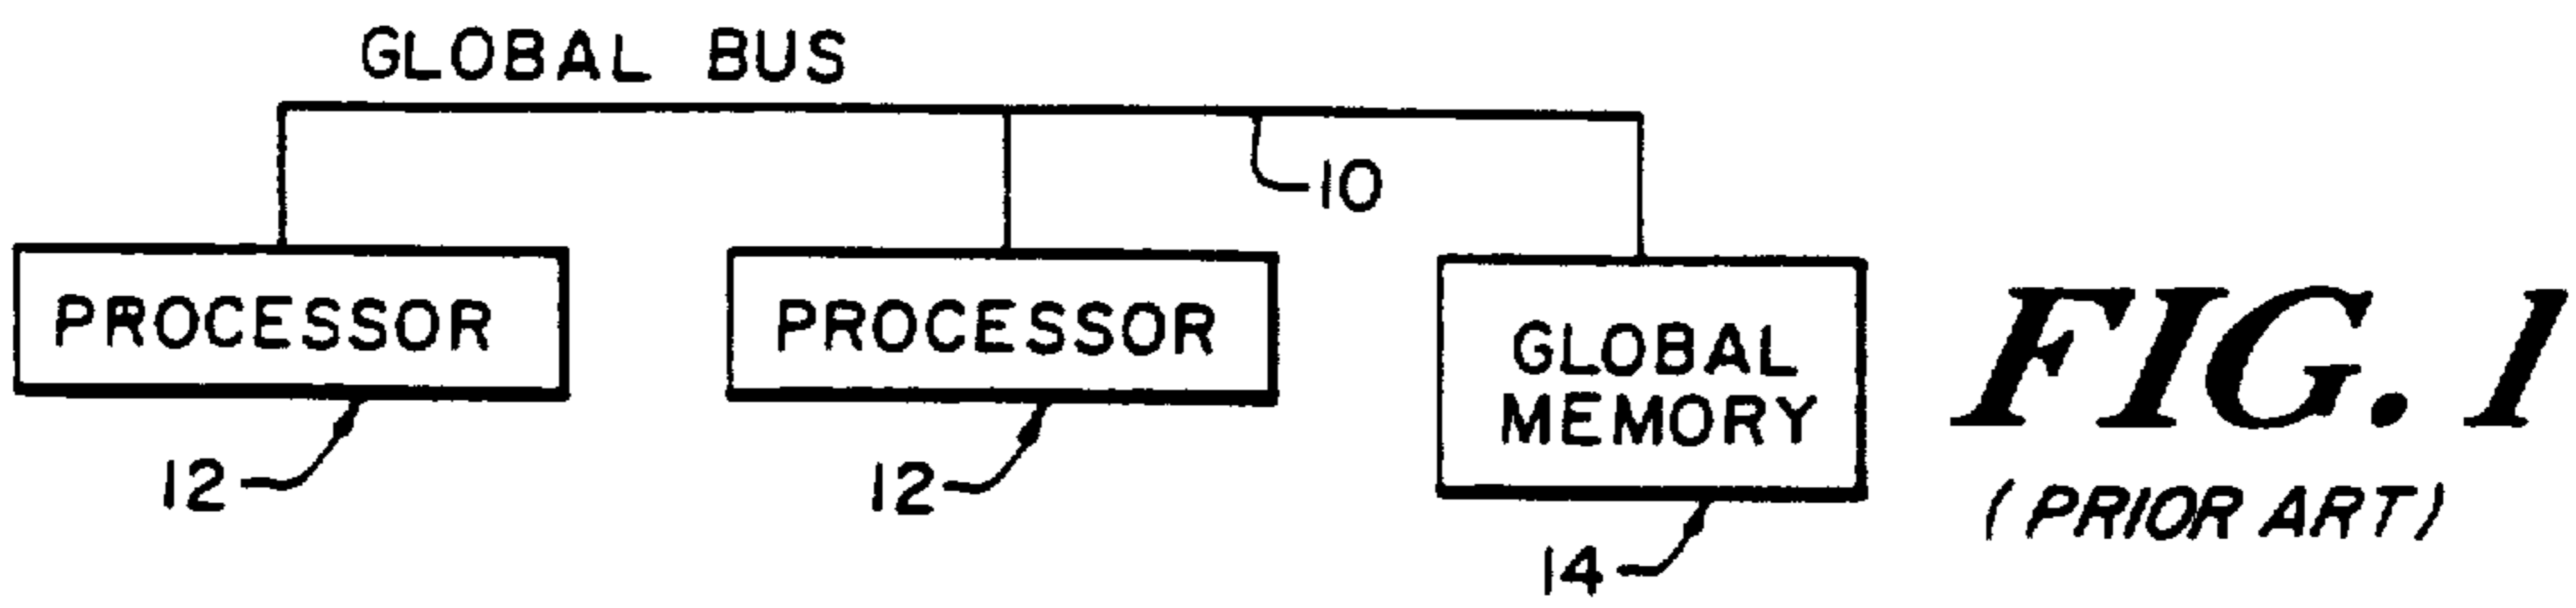 GLOBAL BUS
10
PROCESSOR
PROCESSOR
GLOBAL
MEMORY
12
12
14
FIG. 1
(PRIOR ART)